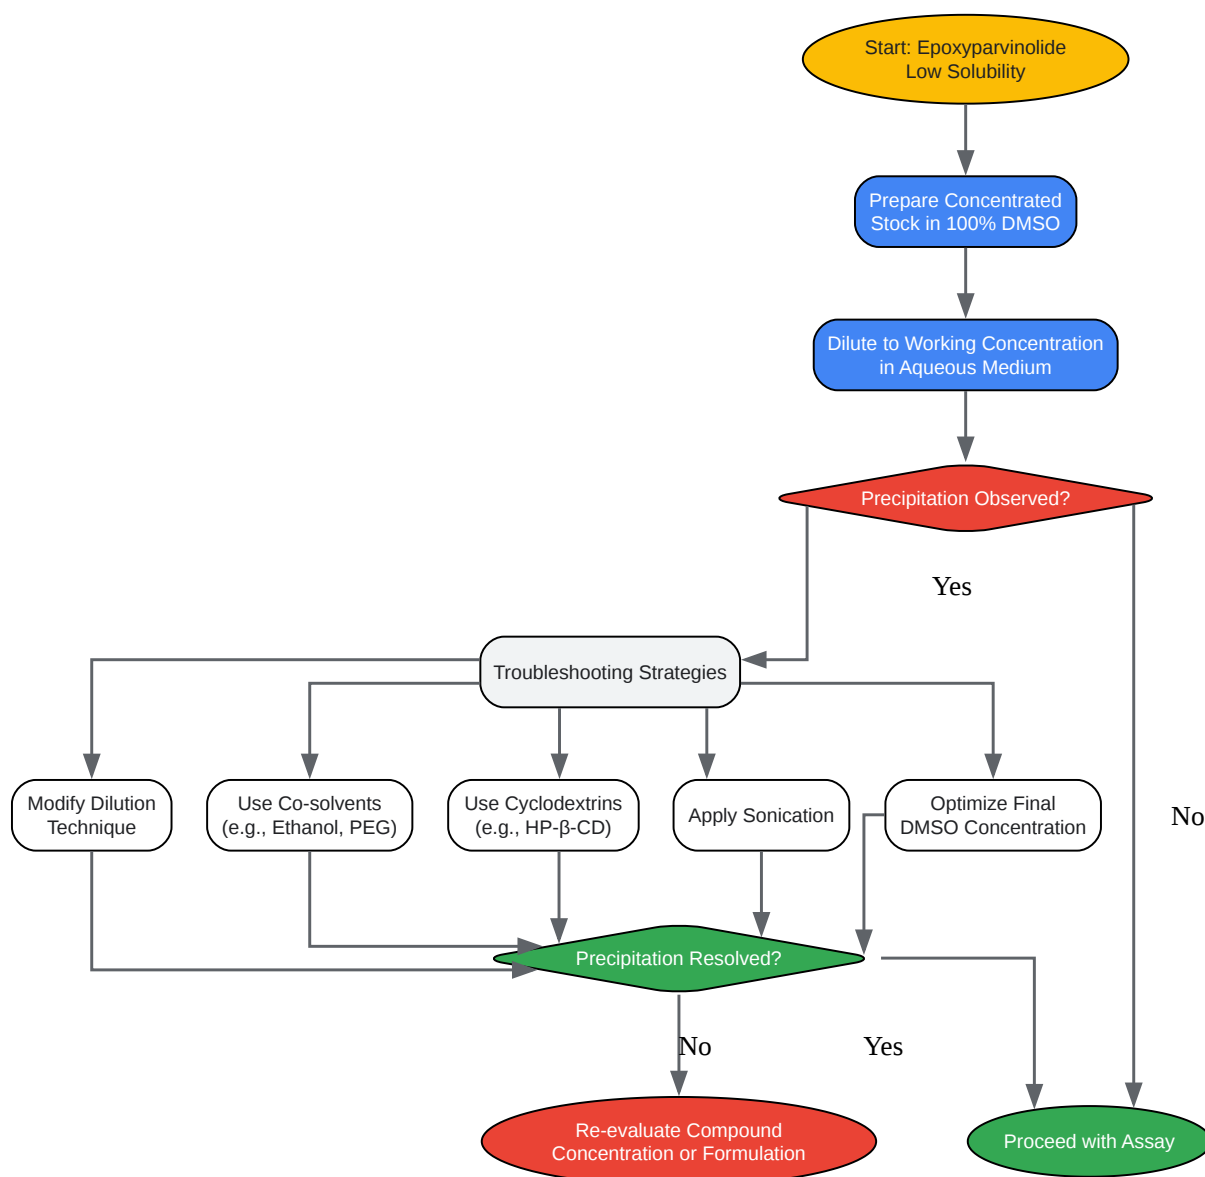 Start: Epoxyparvinolide
Low Solubility
Prepare Concentrated
Stock in 100% DMSO
Dilute to Working Concentration
in Aqueous Medium
Precipitation Observed?
Yes
Troubleshooting Strategies
Modify Dilution
Technique
Use Co-solvents
(e.g., Ethanol, PEG)
Use Cyclodextrins
(e.g., HP-β-CD)
Apply Sonication
Optimize Final
DMSO Concentration
No
Precipitation Resolved?
No
Yes
Re-evaluate Compound
Concentration or Formulation
Proceed with Assay